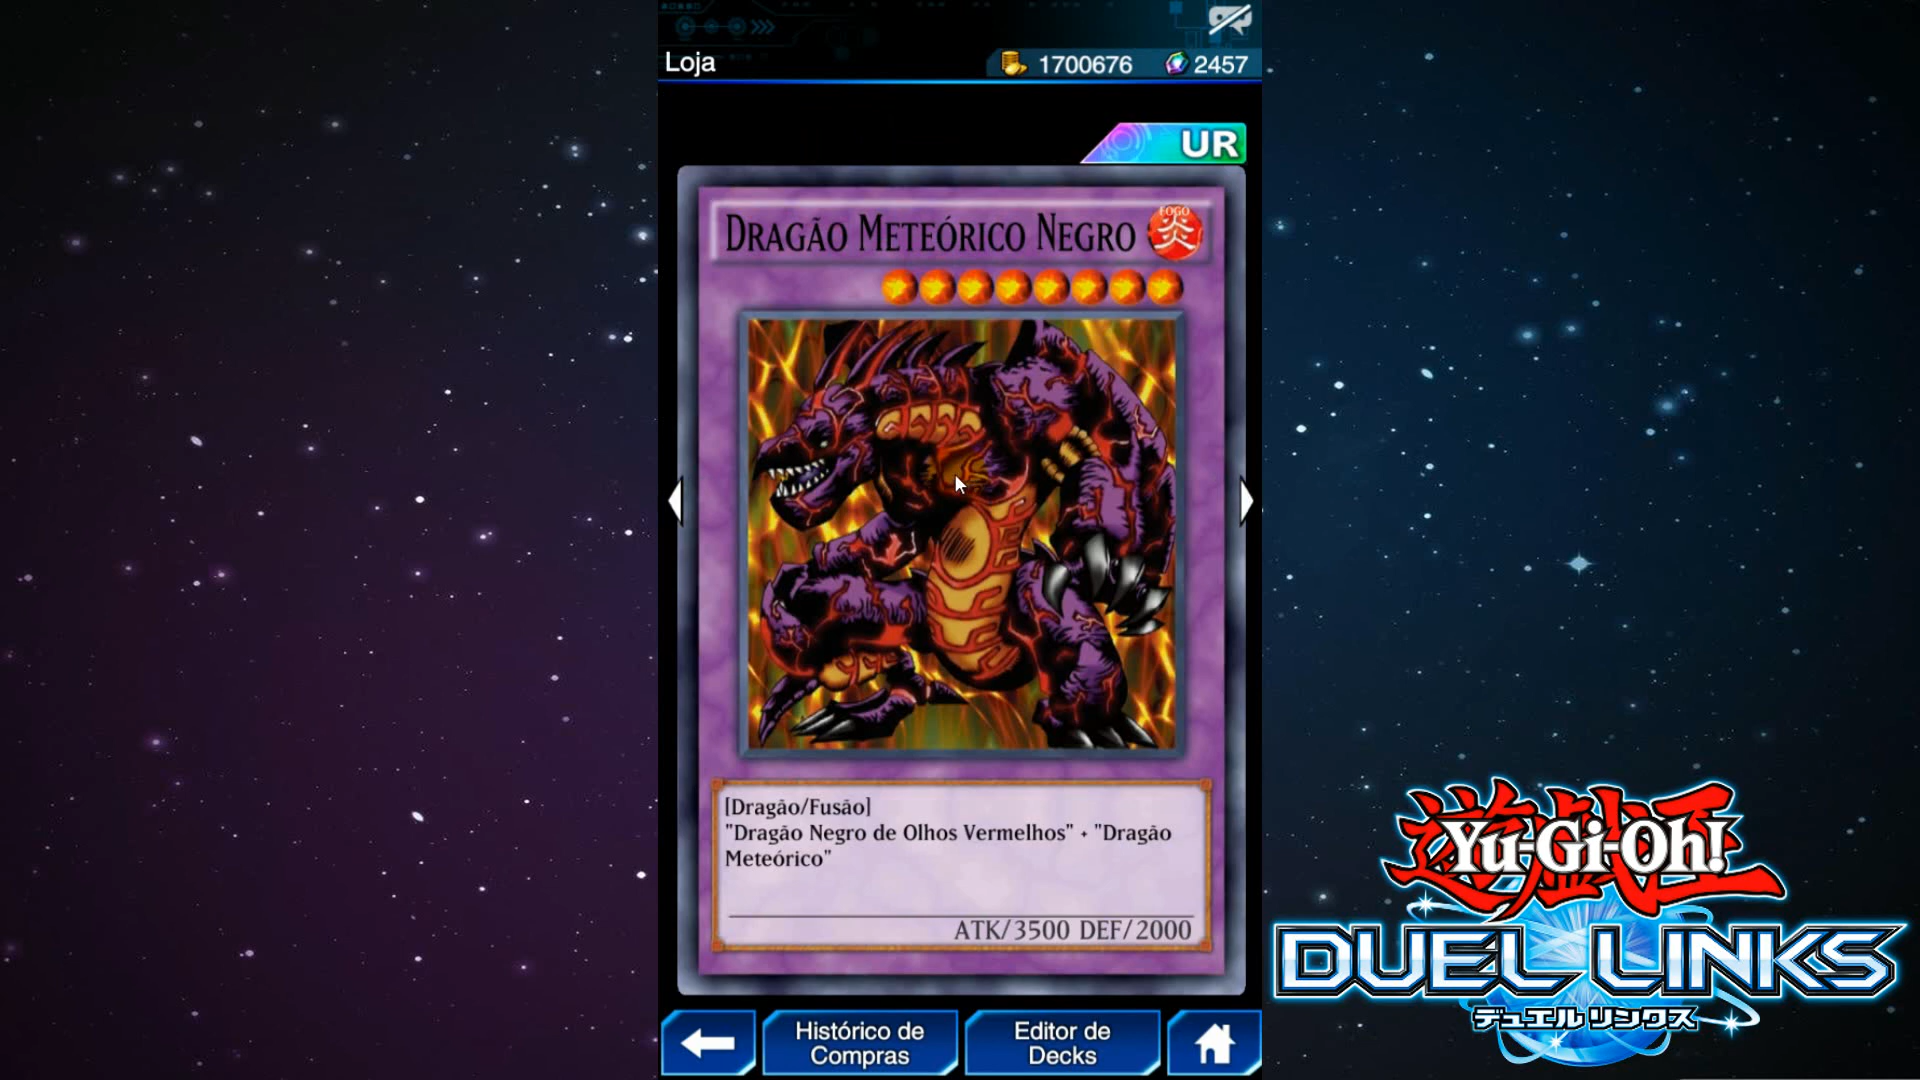 Loja
1700676
2457
UR
Dragão Meteórico Negro
FOGO
炎
[Dragão/Fusão]
"Dragão Negro de Olhos Vermelhos" + "Dragão
Meteórico"
ATK/3500 DEF/2000
Histórico de
Compras
Editor de
Decks
遊戯王
Yu-Gi-Oh!
DUEL LINKS
デュエルリンクス